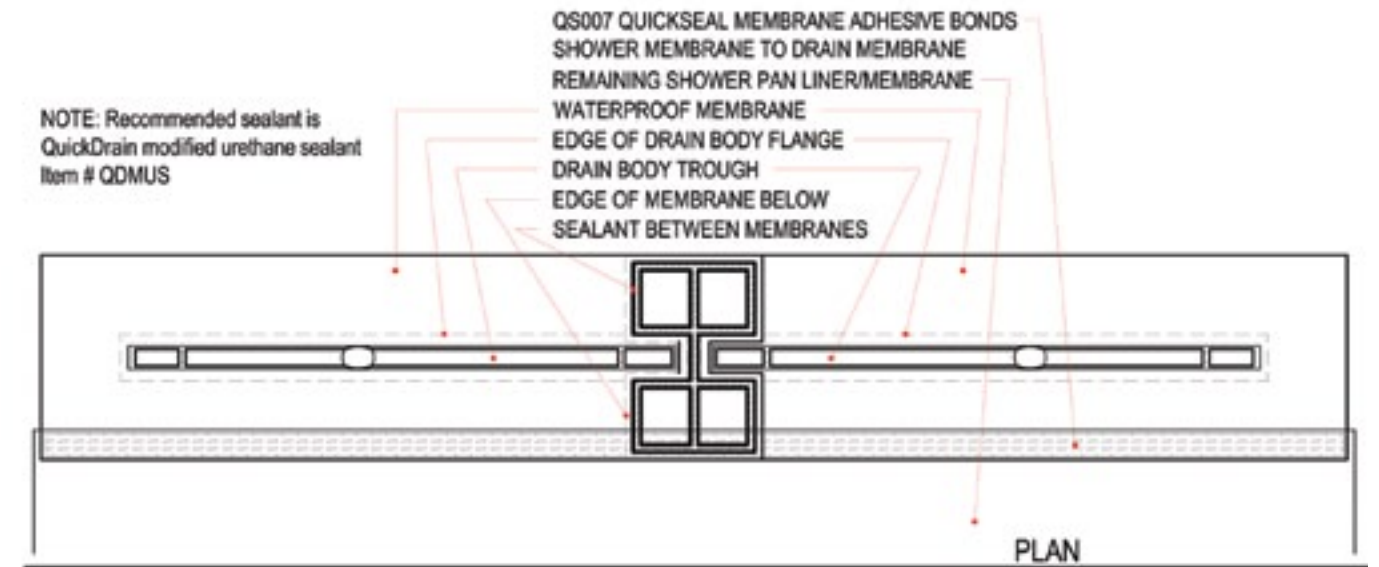 QS007 QUICKSEAL MEMBRANE ADHESIVE BONDS
SHOWER MEMBRANE TO DRAIN MEMBRANE
REMAINING SHOWER PAN LINER/MEMBRANE
WATERPROOF MEMBRANE
EDGE OF DRAIN BODY FLANGE
DRAIN BODY TROUGH
EDGE OF MEMBRANE BELOW
SEALANT BETWEEN MEMBRANES
NOTE: Recommended sealant is
QuickDrain modified urethane sealant
Item # QDMUS
PLAN